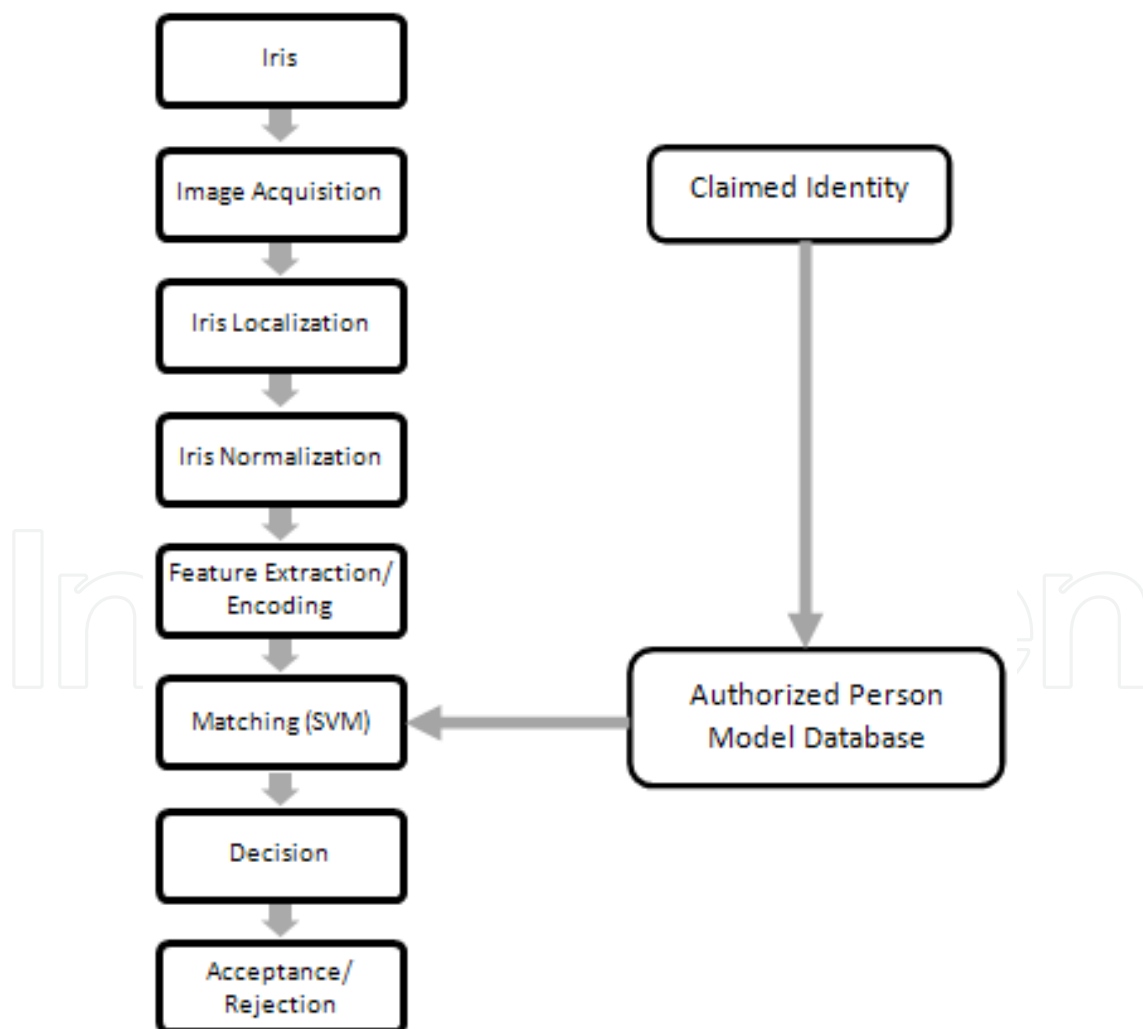 Iris
Image Acquisition
Iris Localization
Iris Normalization
Feature Extraction/
Encoding
Matching (SVM)
Decision
Acceptance/
Rejection
Claimed Identity
Authorized Person
Model Database